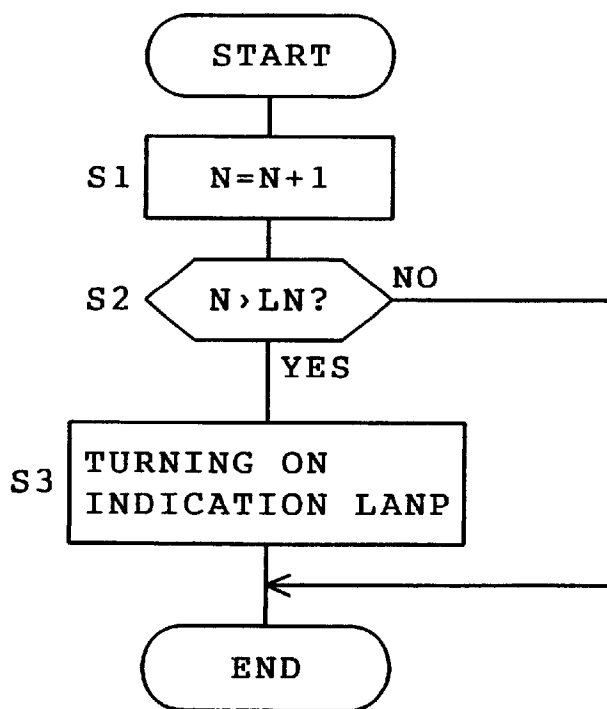 START
S1 N=N+1
S2 N>LN? NO
YES
S3 TURNING ON
INDICATION LANP
END